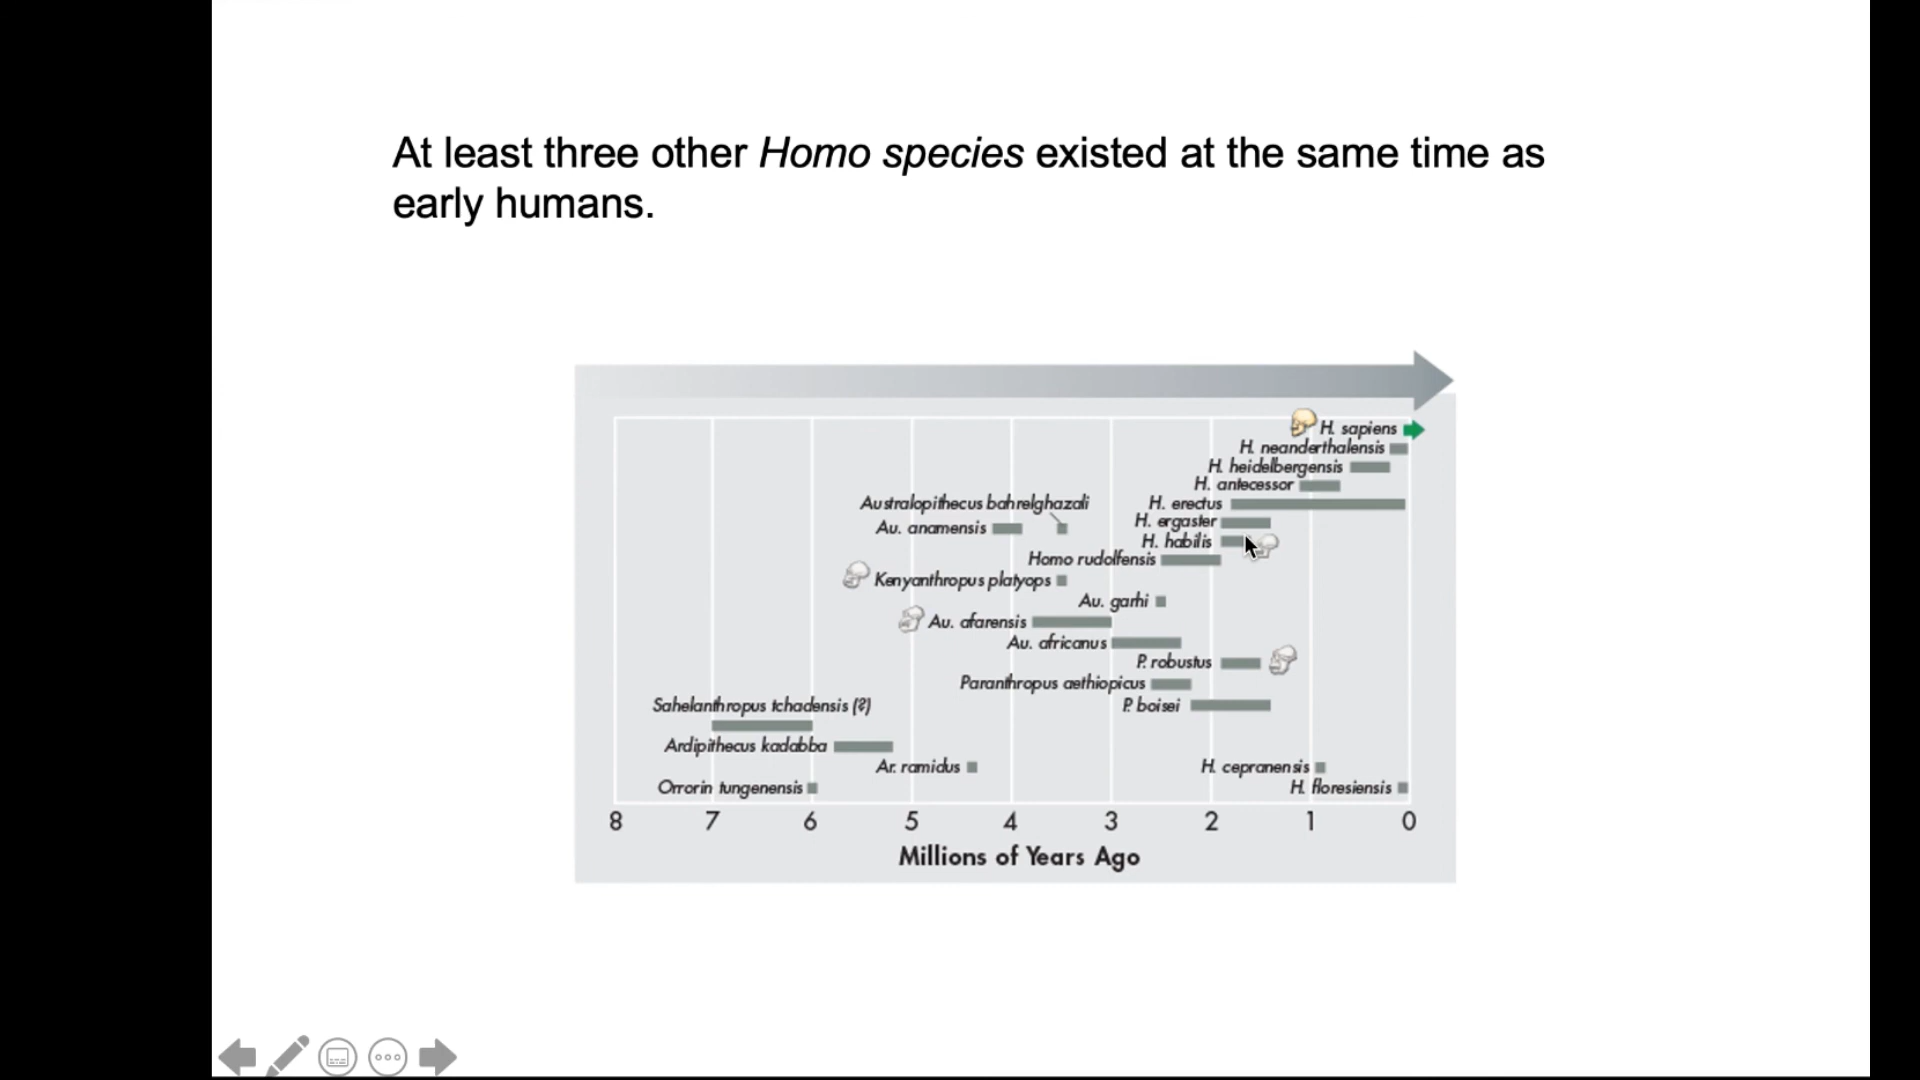 At least three other Homo species existed at the same time as
early humans.
H. sapiens
H. neanderthalensis
H. heidelbergensis
H. antecessor
Australopithecus bahrelghazali
H. erectus
H. ergaster
Au. anamensis
H. habilis
Homo rudolfensis
Kenyanthropus platyops
Au. garhi
Au. afarensis
Au. africanus
P. robustus
Paranthropus aethiopicus
P. boisei
Sahelanthropus tchadensis (?)
Ardipithecus kadabba
Ar. ramidus
H. cepranensis
Orrorin tungenensis
H. floresiensis
8 7 6 5 4 3 2 1 0
Millions of Years Ago